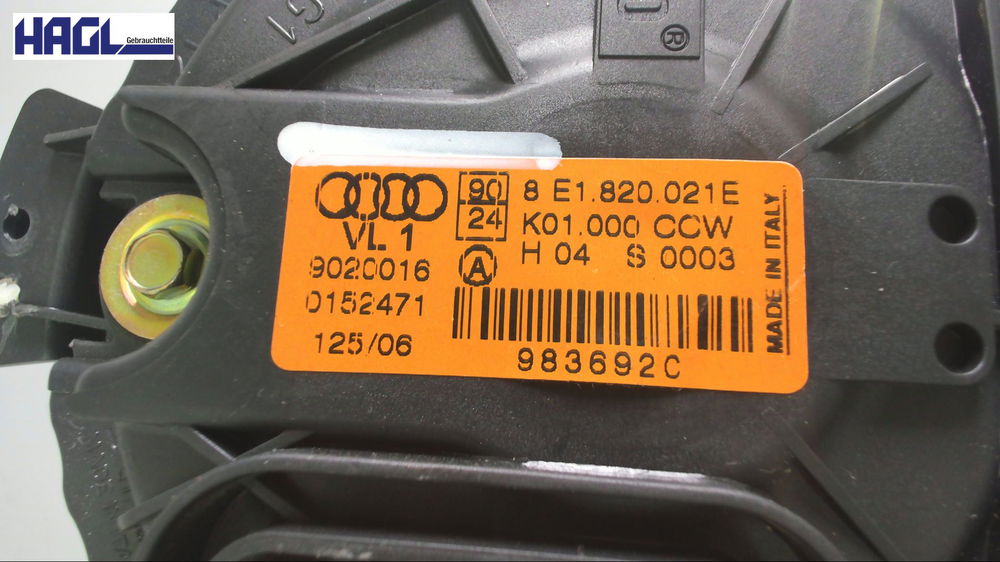 HAGL
Gebrauchtteile
G1
®
90
24
8 E1.820.021E
K01.000 CCW
VL 1
H 04 S 0003
A
9020016
0152471
125/06
983692C
MADE IN ITALY